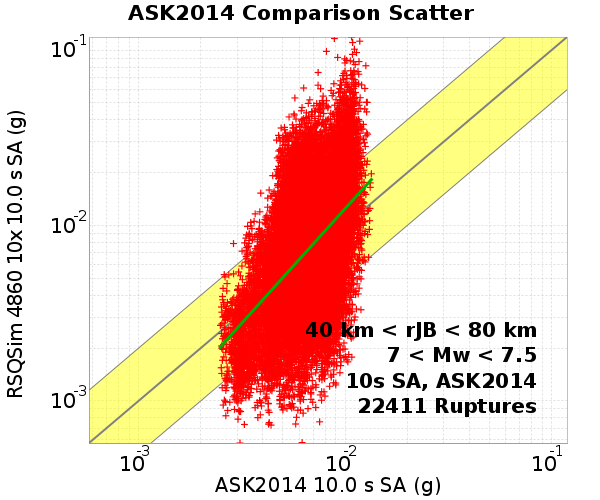 ASK2014 Comparison Scatter
RSQSim 4860 10x 10.0 s SA (g)
10-1
10-2
10-3
40 km < rJB < 80 km
7 < Mw < 7.5
10s SA, ASK2014
22411 Ruptures
10-3 10-2 10-1
ASK2014 10.0 s SA (g)